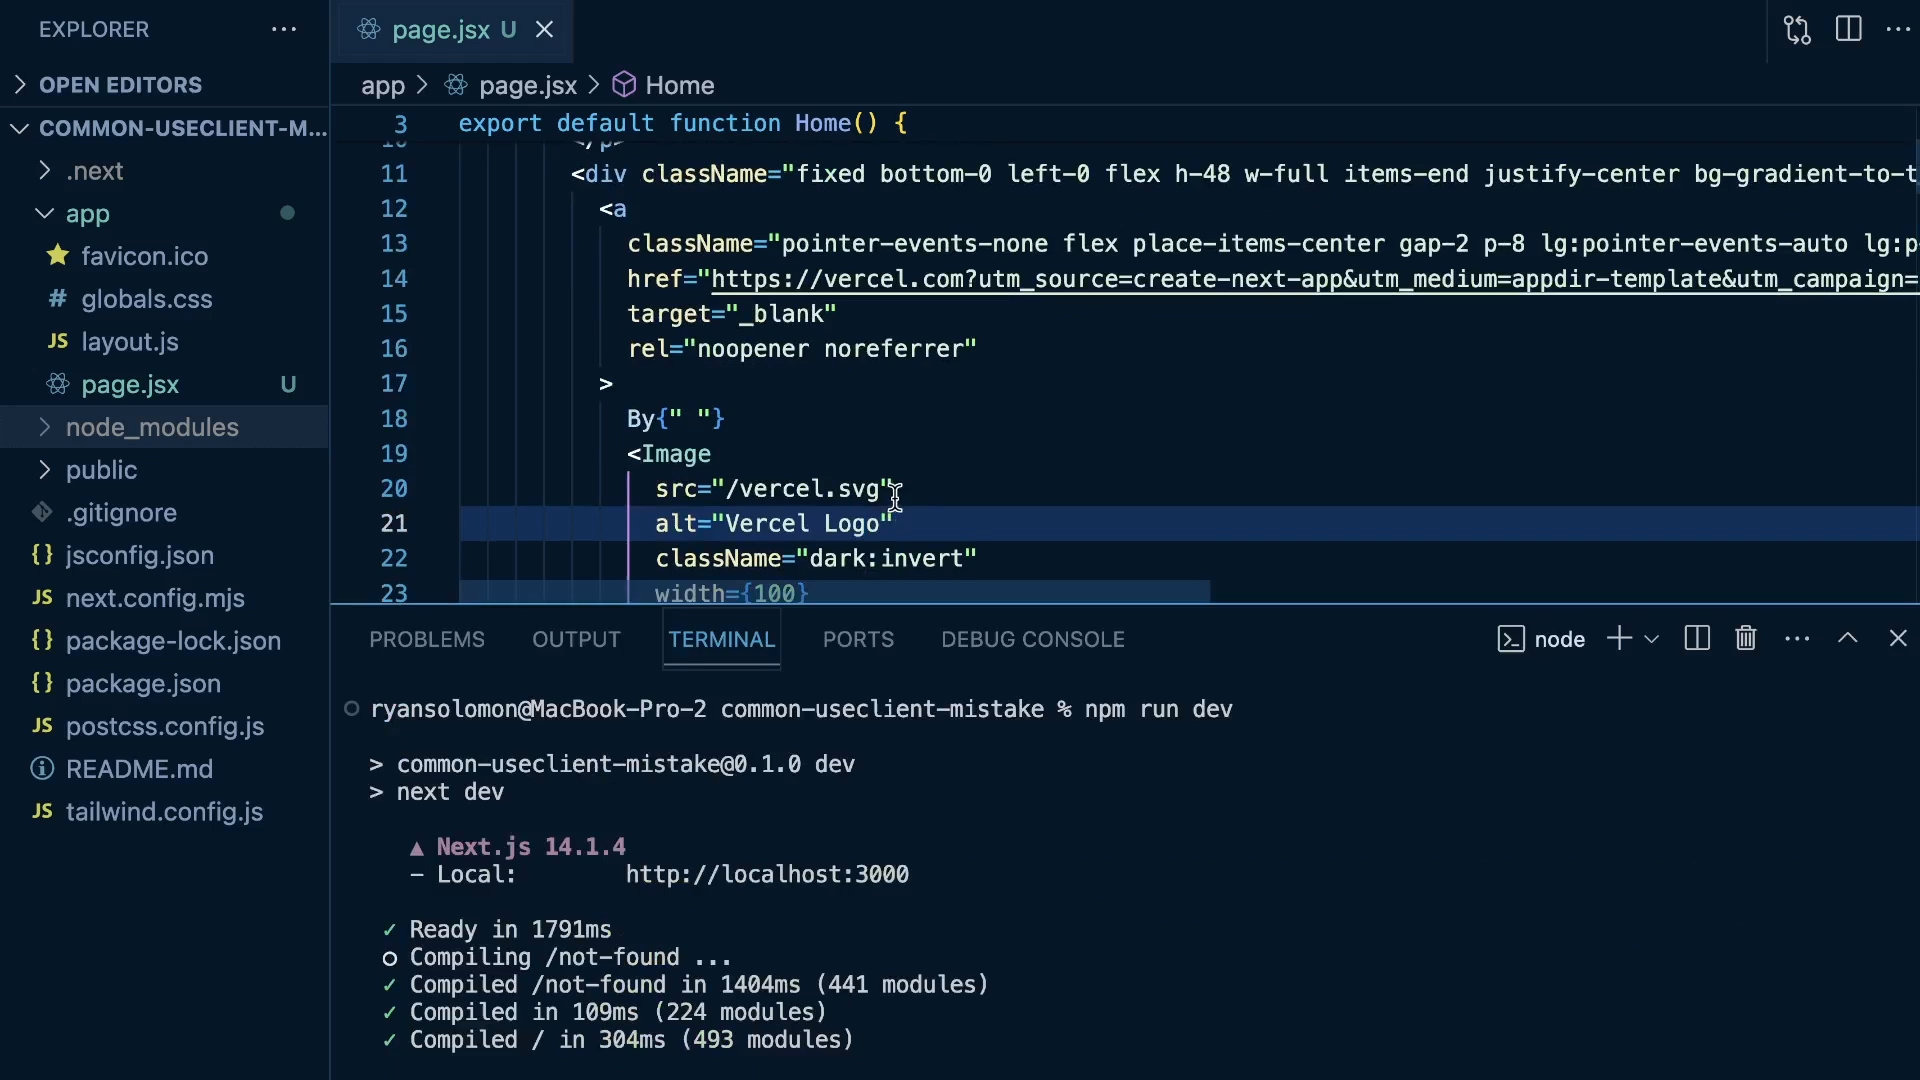 EXPLORER
OPEN EDITORS
COMMON-USECLIENT-M...
.next
app
favicon.ico
# globals.css
JS layout.js
page.jsx U
node_modules
public
.gitignore
{} jsconfig.json
JS next.config.mjs
{} package-lock.json
{} package.json
JS postcss.config.js
README.md
JS tailwind.config.js
page.jsx U
app > page.jsx > Home
3 export default function Home() {
10 </p>
11 <div className="fixed bottom-0 left-0 flex h-48 w-full items-end justify-center bg-gradient-to-t
12 <a
13 className="pointer-events-none flex place-items-center gap-2 p-8 lg:pointer-events-auto lg:p
14 href="https://vercel.com?utm_source=create-next-app&utm_medium=appdir-template&utm_campaign=
15 target="_blank"
16 rel="noopener noreferrer"
17 >
18 By{" "}
19 <Image
20 src="/vercel.svg"
21 alt="Vercel Logo"
22 className="dark:invert"
23 width={100}
PROBLEMS OUTPUT TERMINAL PORTS DEBUG CONSOLE node
ryansolomon@MacBook-Pro-2 common-useclient-mistake % npm run dev
> common-useclient-mistake@0.1.0 dev
> next dev
▲ Next.js 14.1.4
- Local: http://localhost:3000
✓ Ready in 1791ms
○ Compiling /not-found ...
✓ Compiled /not-found in 1404ms (441 modules)
✓ Compiled in 109ms (224 modules)
✓ Compiled / in 304ms (493 modules)